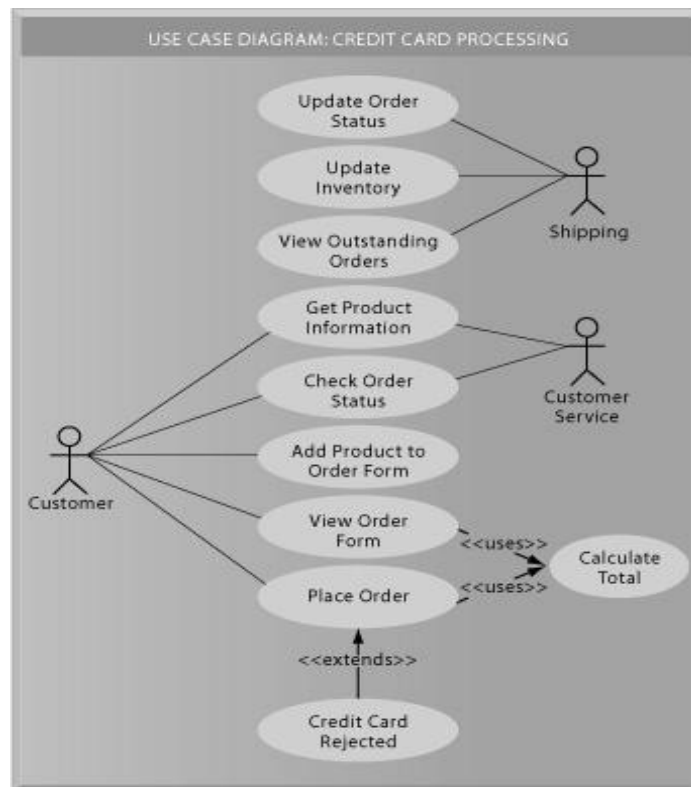 USE CASE DIAGRAM: CREDIT CARD PROCESSING
Update Order
Status
Update
Inventory
Shipping
View Outstanding
Orders
Get Product
Information
Check Order
Status
Customer
Service
Add Product to
Order Form
Customer
View Order
Form
<<uses>>
Calculate
Total
Place Order
<<uses>>
<<extends>>
Credit Card
Rejected